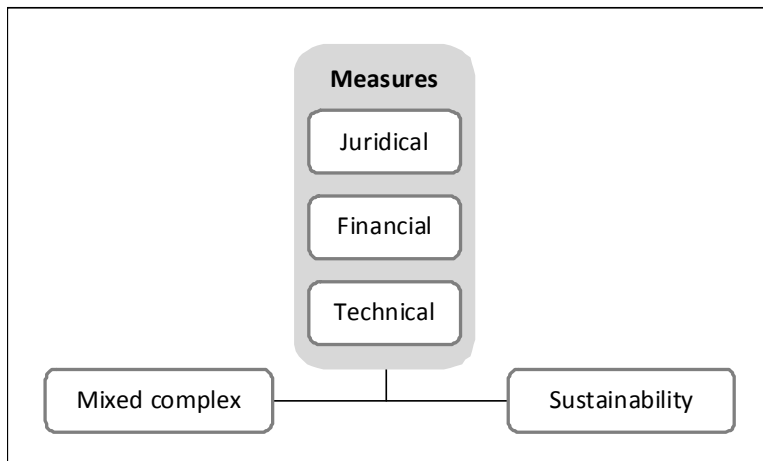 Measures
Juridical
Financial
Technical
Mixed complex
Sustainability